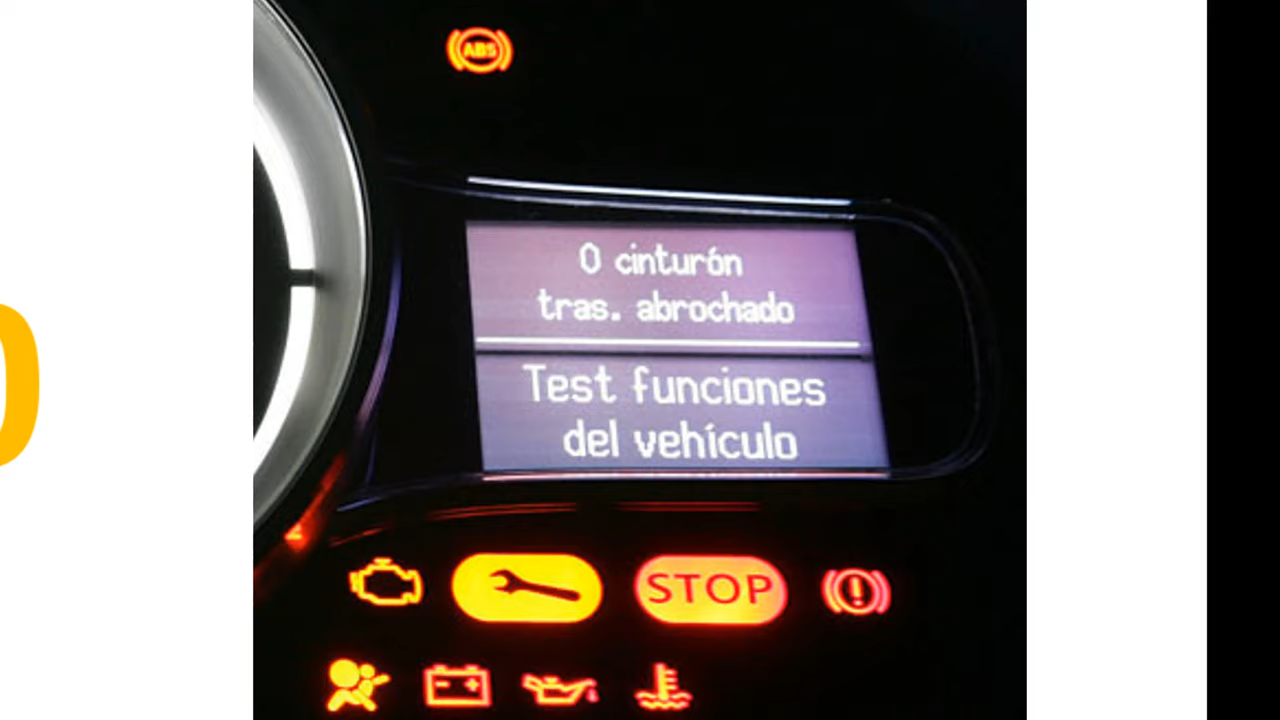 ABS
0 cinturón
tras. abrochado
Test funciones
del vehículo
STOP